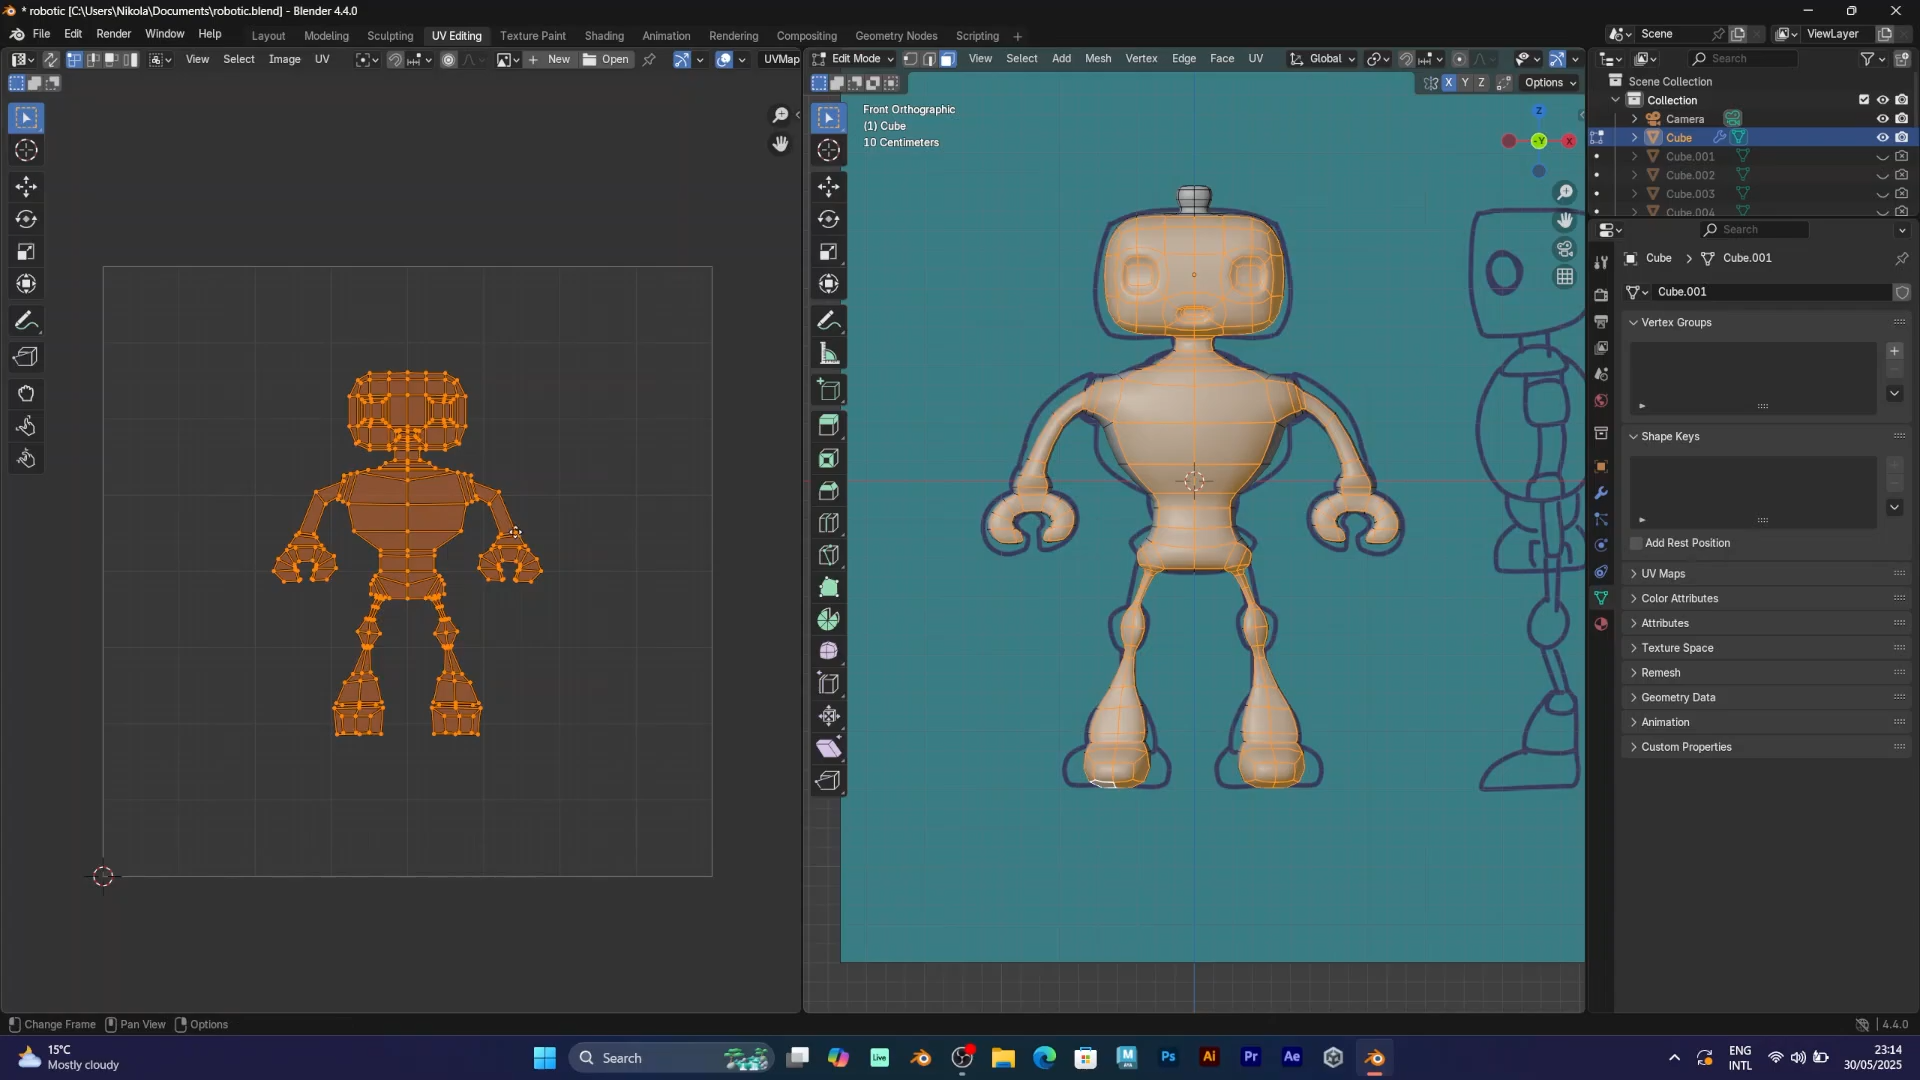 * robotic [C:\Users\Nikola\Documents\robotic.blend] - Blender 4.4.0
File Edit Render Window Help
Layout Modeling Sculpting UV Editing Texture Paint Shading Animation Rendering Compositing Geometry Nodes Scripting +
Scene
ViewLayer
View Select Image UV
New
Open
UVMap
Edit Mode
View Select Add Mesh Vertex Edge Face UV
Global
Search
X Y Z
Options
Scene Collection
Collection
Camera
Cube
Cube.001
Cube.002
Cube.003
Cube.004
Front Orthographic
(1) Cube
10 Centimeters
Z
Y
X
Search
Cube > Cube.001
Cube.001
Vertex Groups
Shape Keys
Add Rest Position
UV Maps
Color Attributes
Attributes
Texture Space
Remesh
Geometry Data
Animation
Custom Properties
Change Frame Pan View Options
4.4.0
15°C
Mostly cloudy
Search
Live
M
Ps
Ai
Pr
Ae
ENG
INTL
23:14
30/05/2025